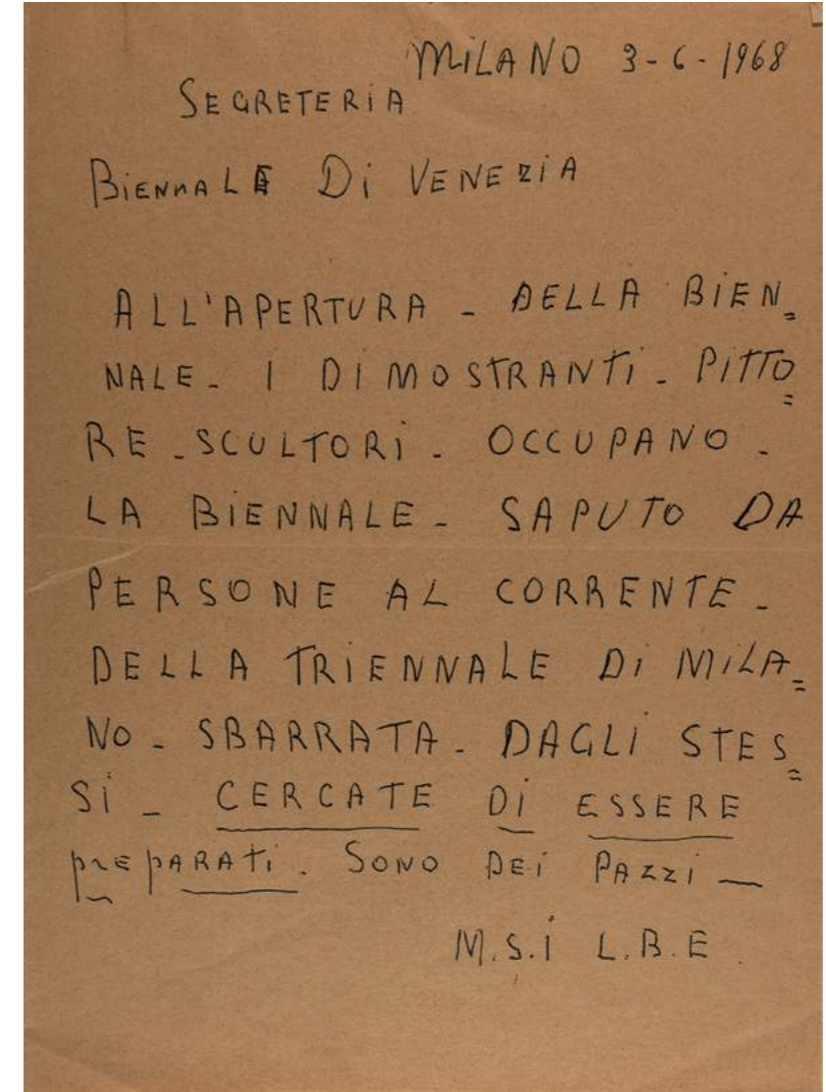 MILANO 3-6-1968
SEGRETERIA
BIENNALE DI VENEZIA
ALL'APERTURA - DELLA BIEN=
NALE - I DIMOSTRANTI - PITTO=
RE - SCULTORI - OCCUPANO -
LA BIENNALE - SAPUTO DA
PERSONE AL CORRENTE -
DELLA TRIENNALE DI MILA=
NO - SBARRATA - DAGLI STES=
SI - CERCATE DI ESSERE
PREPARATI - SONO DEI PAZZI -
M.S.I L.B.E.